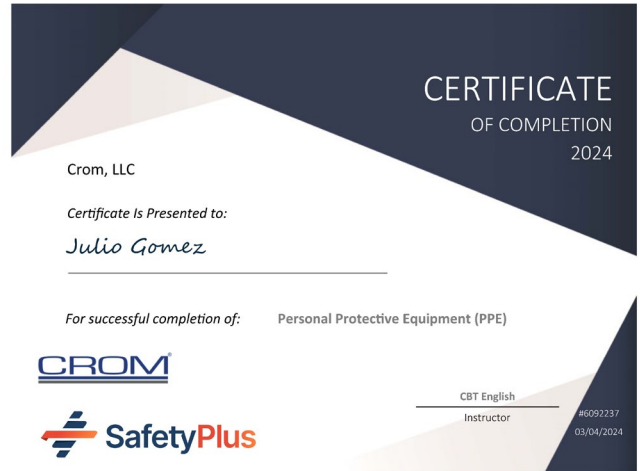 CERTIFICATE
OF COMPLETION
2024
Crom, LLC
Certificate Is Presented to:
Julio Gomez
For successful completion of: Personal Protective Equipment (PPE)
CROM®
SafetyPlus
CBT English
Instructor
#6092237
03/04/2024